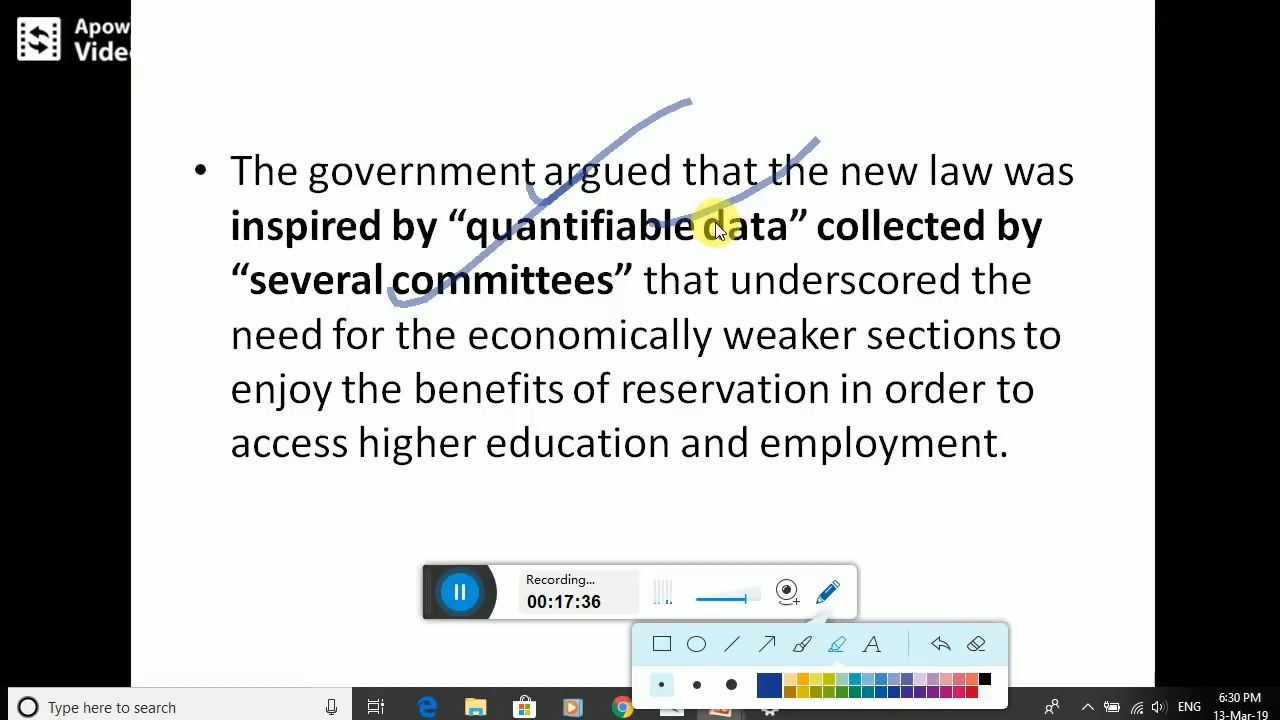 Apow
Vide
• The government argued that the new law was
inspired by “quantifiable data” collected by
“several committees” that underscored the
need for the economically weaker sections to
enjoy the benefits of reservation in order to
access higher education and employment.
Recording...
00:17:36
A
Type here to search
ENG
6:30 PM
13-Mar-19